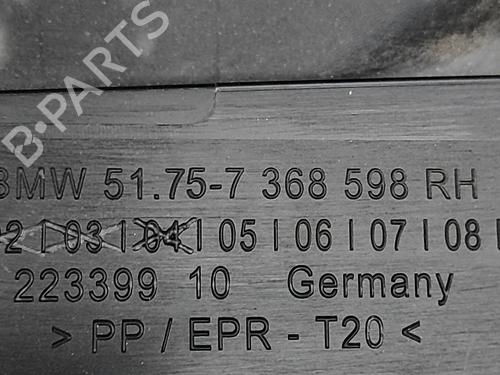 B-PARTS
BMW 51.75-7 368 598 RH
02 | 03 | 04 | 05 | 06 | 07 | 08 |
223399 10 Germany
> PP / EPR - T20 <